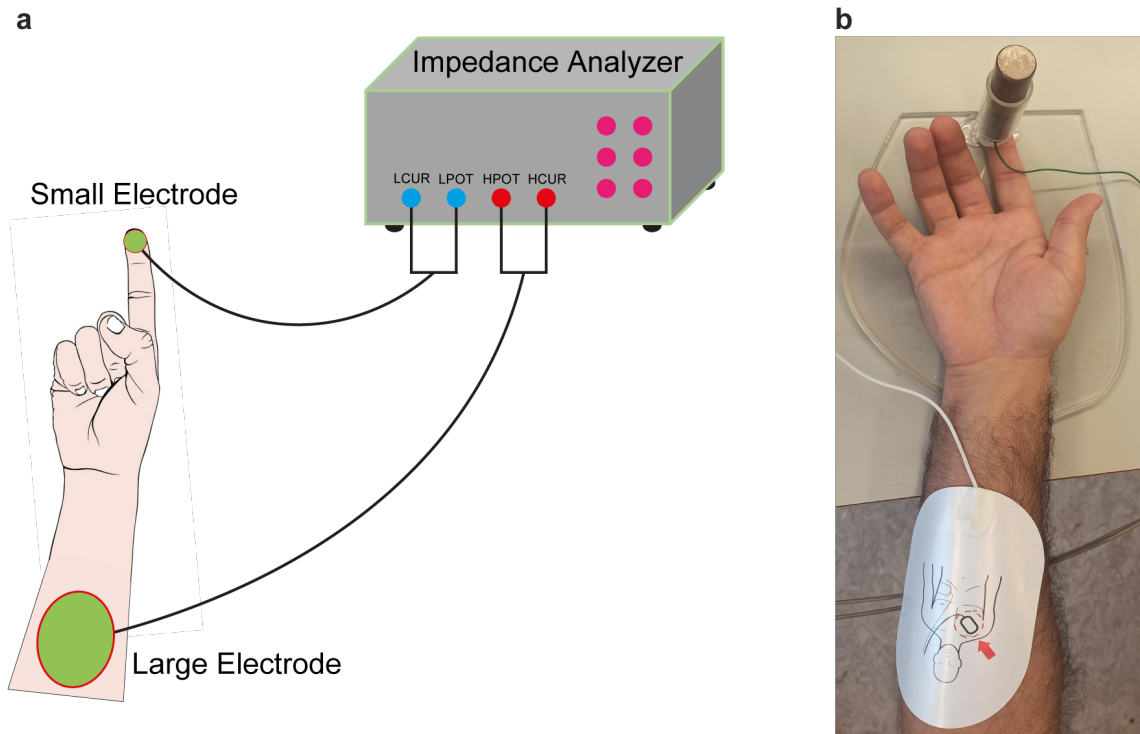 a
b
Impedance Analyzer
LCUR LPOT HPOT HCUR
Small Electrode
Large Electrode